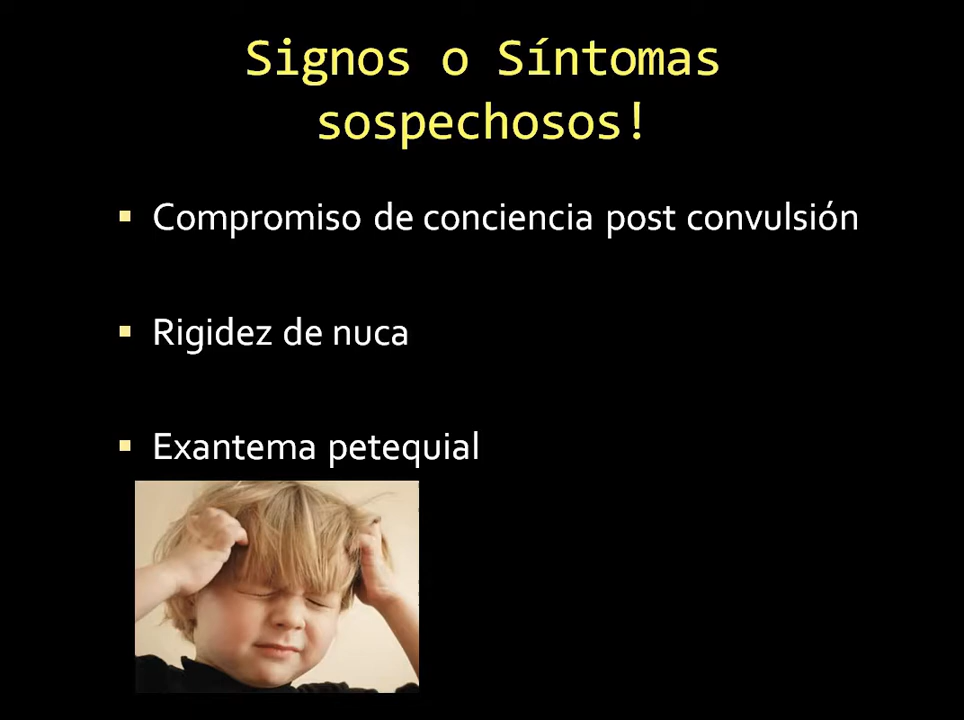 Signos o Síntomas
sospechosos!
▪ Compromiso de conciencia post convulsión
▪ Rigidez de nuca
▪ Exantema petequial